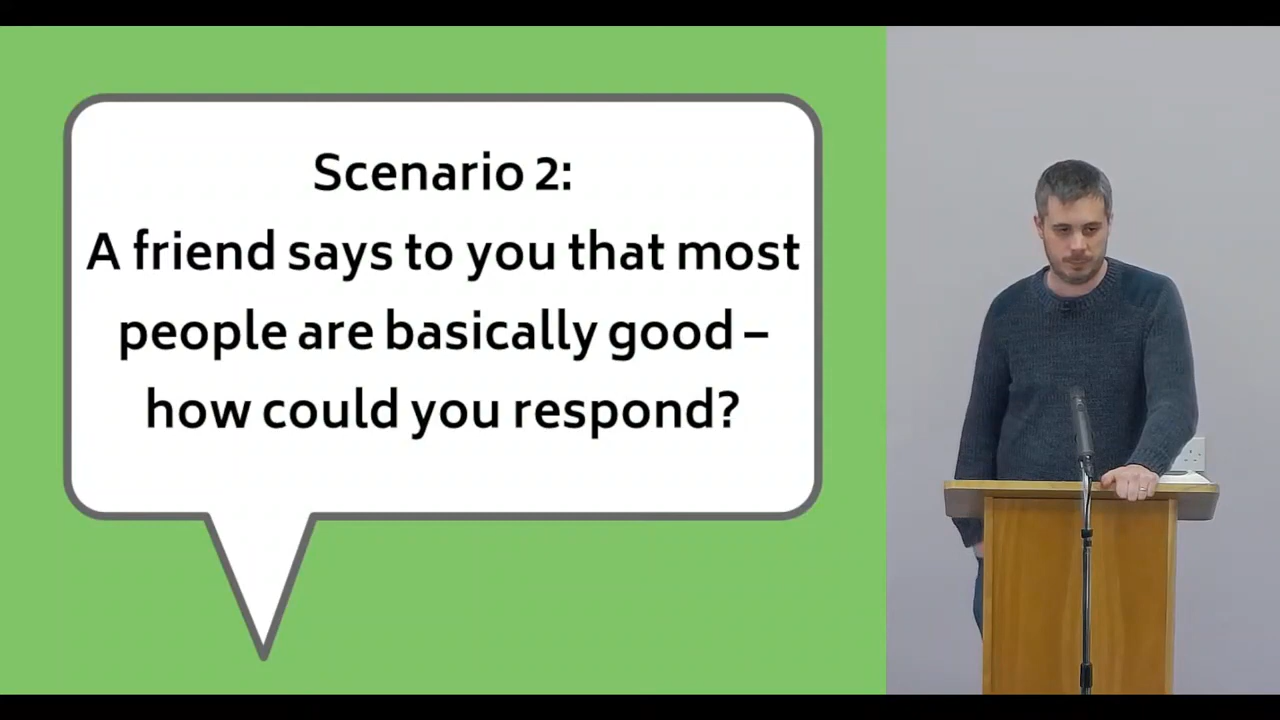 Scenario 2:
A friend says to you that most
people are basically good –
how could you respond?